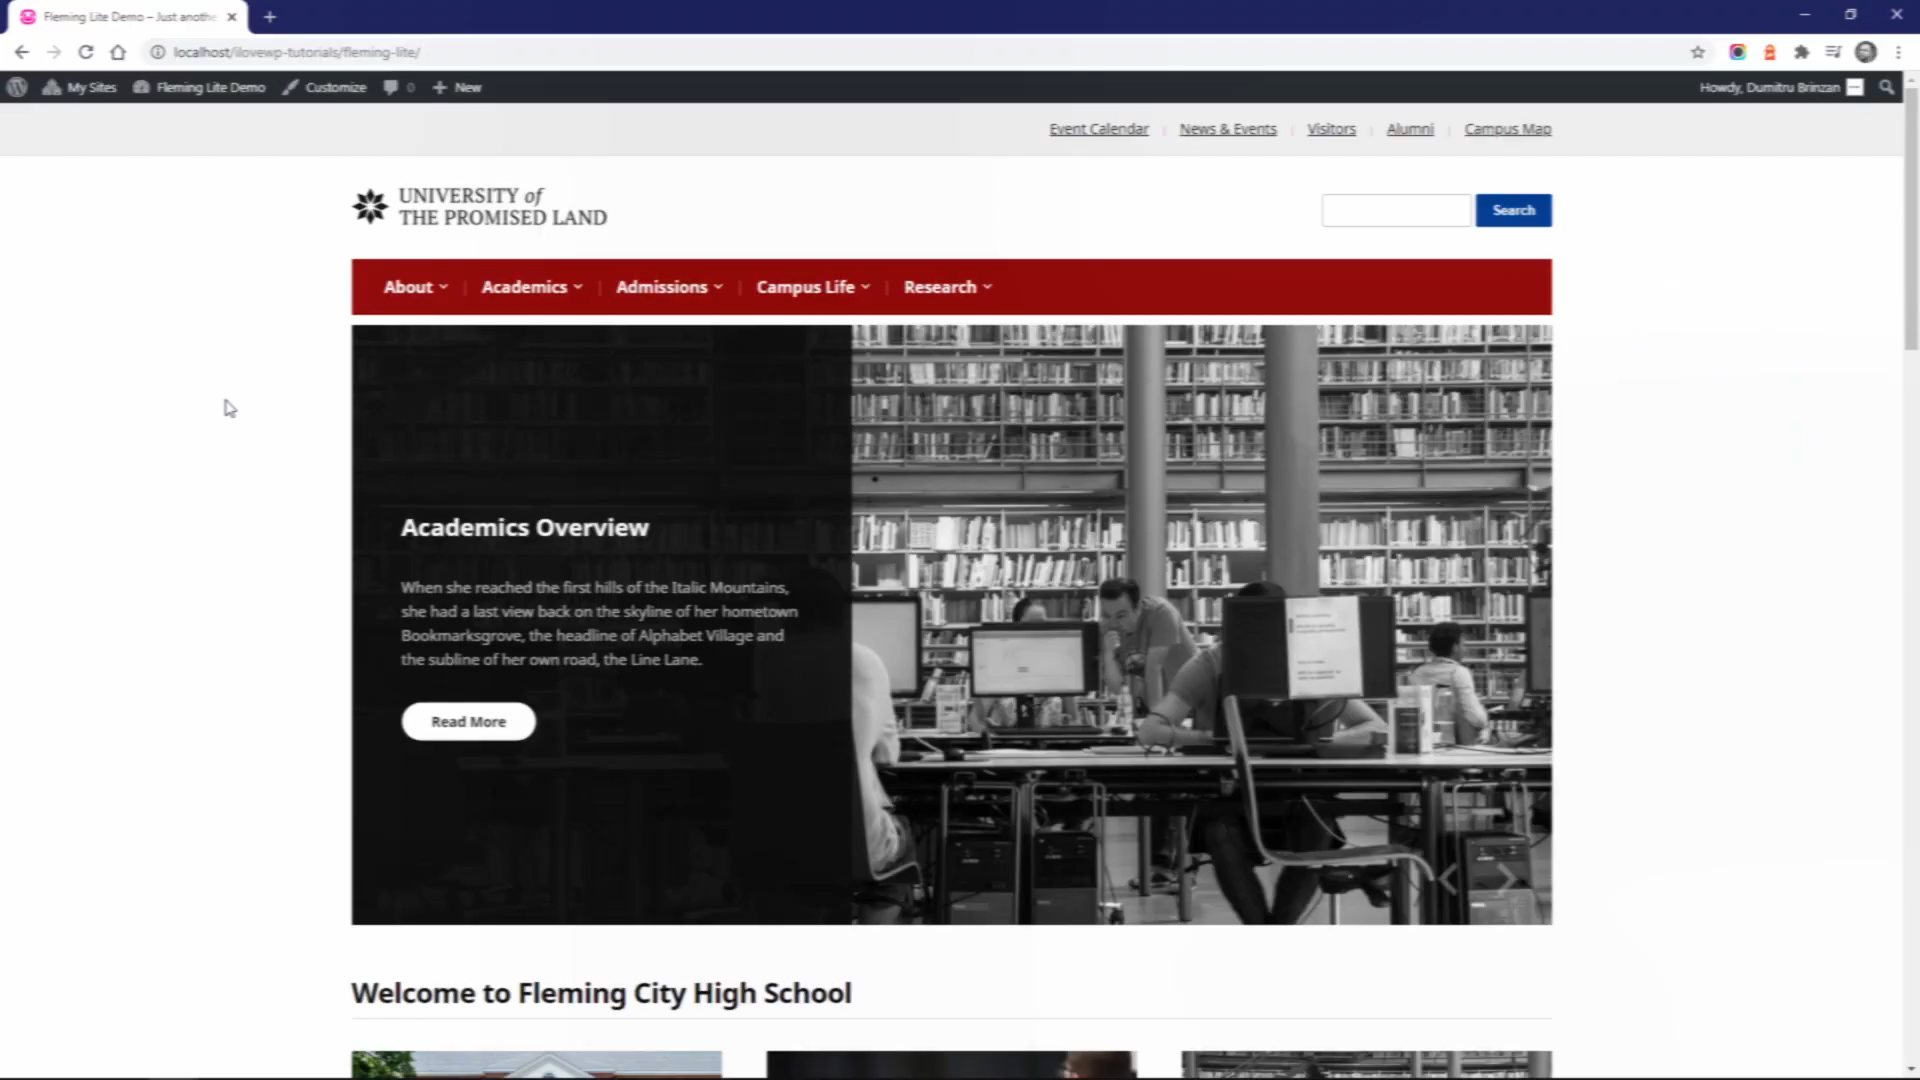 Fleming Lite Demo – Just anothe
localhost/ilovewp-tutorials/fleming-lite/
My Sites Fleming Lite Demo Customize 0 New Howdy, Dumitru Brinzan
Event Calendar News & Events Visitors Alumni Campus Map
UNIVERSITY of
THE PROMISED LAND
Search
About Academics Admissions Campus Life Research
Academics Overview
When she reached the first hills of the Italic Mountains,
she had a last view back on the skyline of her hometown
Bookmarksgrove, the headline of Alphabet Village and
the subline of her own road, the Line Lane.
Read More
Welcome to Fleming City High School